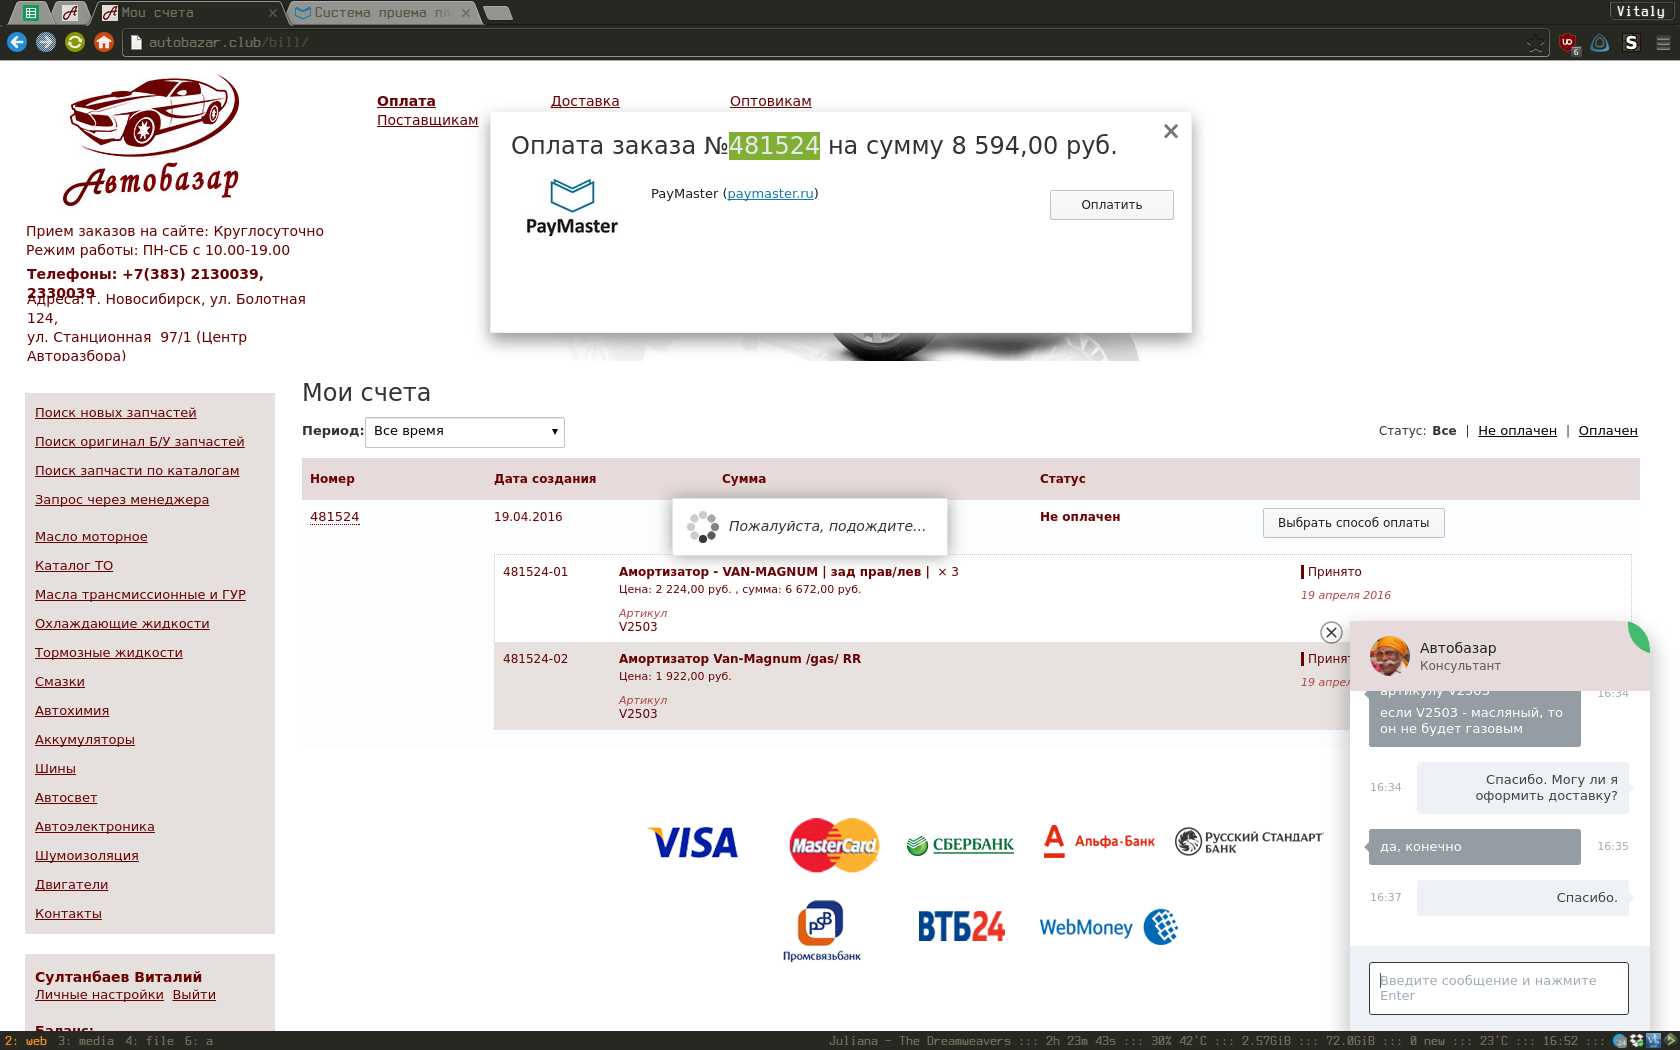 Мои счета
Система приема пл
Vitaly
autobazar.club/bill/
Автобазар
Оплата
Доставка
Оптовикам
Поставщикам
Прием заказов на сайте: Круглосуточно
Режим работы: ПН-СБ с 10.00-19.00
Телефоны: +7(383) 2130039,
2330039
Адреса: г. Новосибирск, ул. Болотная
124,
ул. Станционная 97/1 (Центр
Авторазбора)
Оплата заказа №481524 на сумму 8 594,00 руб.
PayMaster
PayMaster (paymaster.ru)
Оплатить
Поиск новых запчастей
Поиск оригинал Б/У запчастей
Поиск запчасти по каталогам
Запрос через менеджера
Масло моторное
Каталог ТО
Масла трансмиссионные и ГУР
Охлаждающие жидкости
Тормозные жидкости
Смазки
Автохимия
Аккумуляторы
Шины
Автосвет
Автоэлектроника
Шумоизоляция
Двигатели
Контакты
Султанбаев Виталий
Личные настройки Выйти
Баланс:
Мои счета
Период: Все время
Статус: Все | Не оплачен | Оплачен
Номер Дата создания Сумма Статус
481524 19.04.2016 Не оплачен Выбрать способ оплаты
Пожалуйста, подождите...
481524-01 Амортизатор - VAN-MAGNUM | зад прав/лев | × 3 Принято
Цена: 2 224,00 руб. , сумма: 6 672,00 руб.
19 апреля 2016
Артикул
V2503
481524-02 Амортизатор Van-Magnum /gas/ RR
Цена: 1 922,00 руб.
Артикул
V2503
VISA
MasterCard
СБЕРБАНК
Альфа·Банк
РУССКИЙ СТАНДАРТ
БАНК
PSB
Промсвязьбанк
ВТБ24
WebMoney
Автобазар
Консультант
артикулу V2503
16:34
если V2503 - масляный, то
он не будет газовым
Спасибо. Могу ли я
оформить доставку?
16:34
да, конечно
16:35
16:37
Спасибо.
Введите сообщение и нажмите
Enter
2: web 3: media 4: file 6: a
Juliana - The Dreamweavers ::: 2h 23m 43s ::: 30% 42'C ::: 2.57GiB ::: 72.0GiB ::: 0 new ::: 23'C ::: 16:52 :::